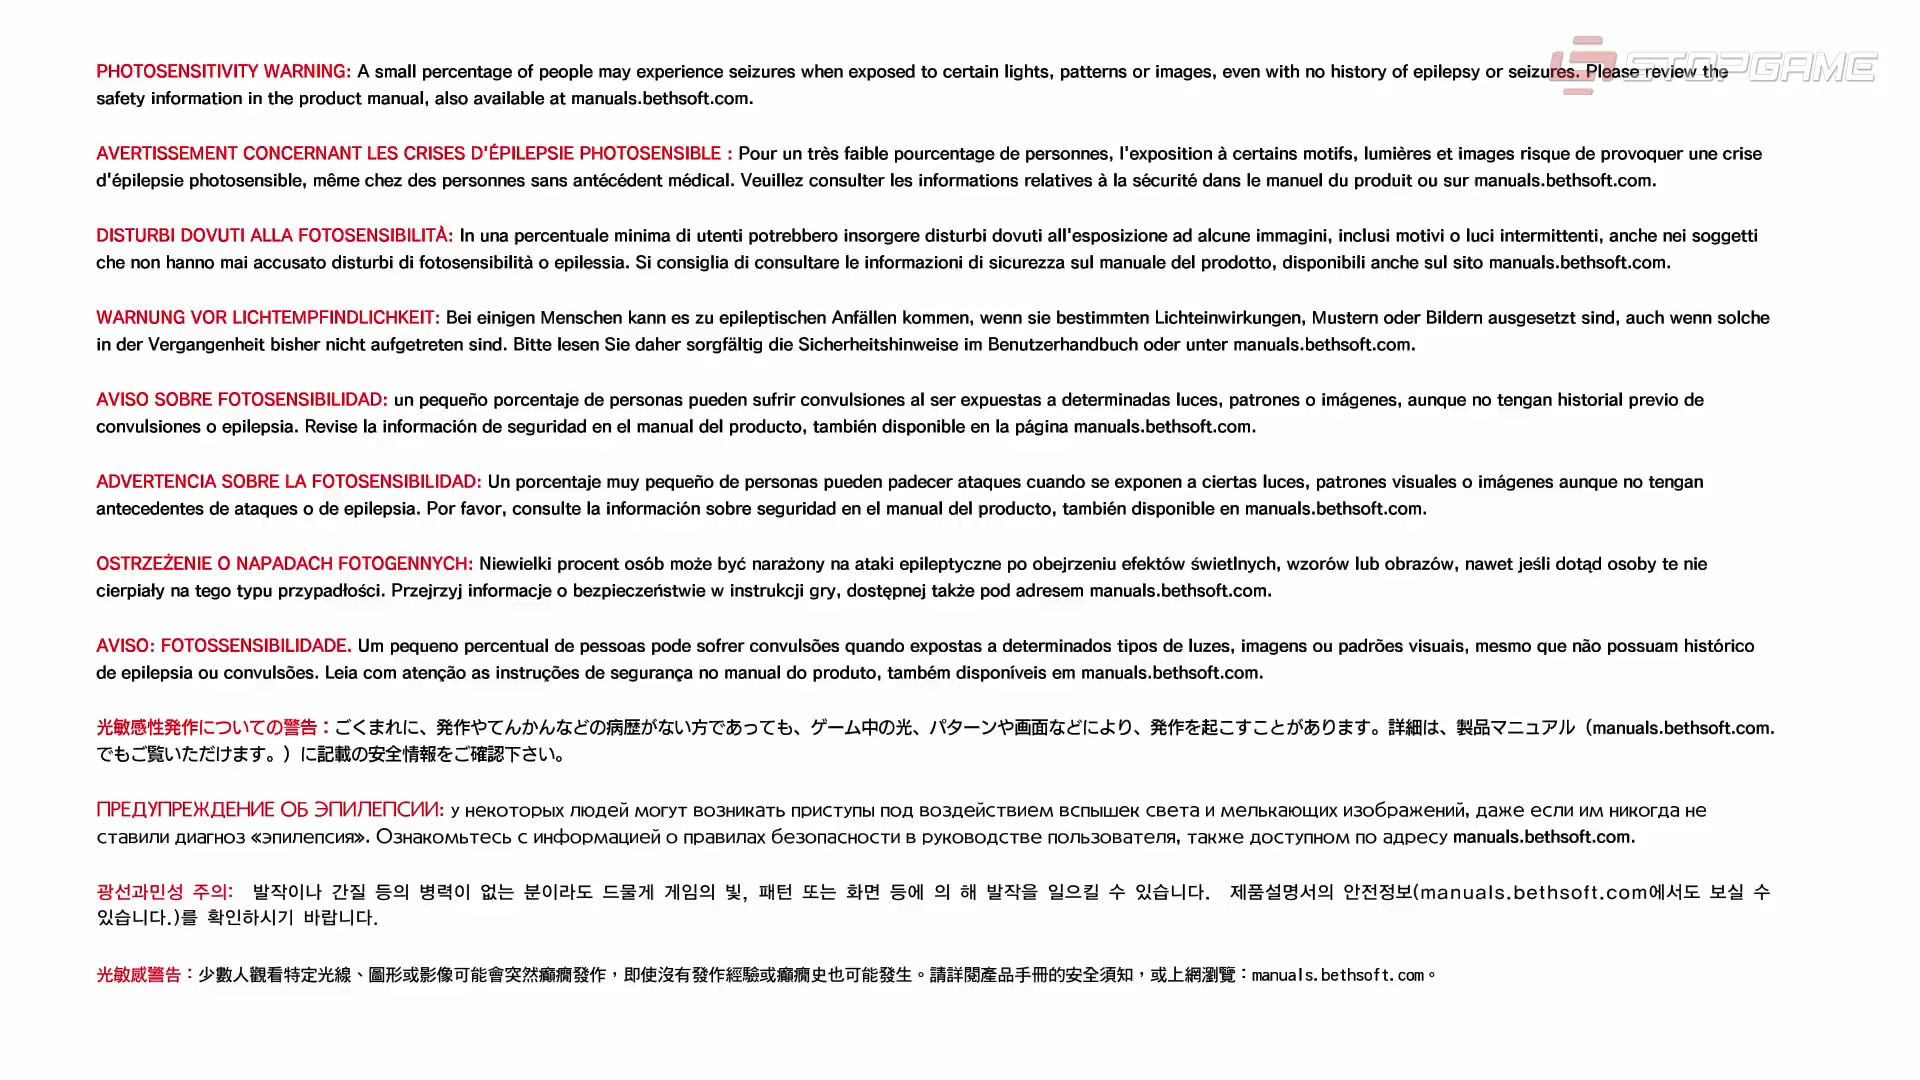 STOPGAME
PHOTOSENSITIVITY WARNING: A small percentage of people may experience seizures when exposed to certain lights, patterns or images, even with no history of epilepsy or seizures. Please review the
safety information in the product manual, also available at manuals.bethsoft.com.
AVERTISSEMENT CONCERNANT LES CRISES D'ÉPILEPSIE PHOTOSENSIBLE : Pour un très faible pourcentage de personnes, l'exposition à certains motifs, lumières et images risque de provoquer une crise
d'épilepsie photosensible, même chez des personnes sans antécédent médical. Veuillez consulter les informations relatives à la sécurité dans le manuel du produit ou sur manuals.bethsoft.com.
DISTURBI DOVUTI ALLA FOTOSENSIBILITÀ: In una percentuale minima di utenti potrebbero insorgere disturbi dovuti all'esposizione ad alcune immagini, inclusi motivi o luci intermittenti, anche nei soggetti
che non hanno mai accusato disturbi di fotosensibilità o epilessia. Si consiglia di consultare le informazioni di sicurezza sul manuale del prodotto, disponibili anche sul sito manuals.bethsoft.com.
WARNUNG VOR LICHTEMPFINDLICHKEIT: Bei einigen Menschen kann es zu epileptischen Anfällen kommen, wenn sie bestimmten Lichteinwirkungen, Mustern oder Bildern ausgesetzt sind, auch wenn solche
in der Vergangenheit bisher nicht aufgetreten sind. Bitte lesen Sie daher sorgfältig die Sicherheitshinweise im Benutzerhandbuch oder unter manuals.bethsoft.com.
AVISO SOBRE FOTOSENSIBILIDAD: un pequeño porcentaje de personas pueden sufrir convulsiones al ser expuestas a determinadas luces, patrones o imágenes, aunque no tengan historial previo de
convulsiones o epilepsia. Revise la información de seguridad en el manual del producto, también disponible en la página manuals.bethsoft.com.
ADVERTENCIA SOBRE LA FOTOSENSIBILIDAD: Un porcentaje muy pequeño de personas pueden padecer ataques cuando se exponen a ciertas luces, patrones visuales o imágenes aunque no tengan
antecedentes de ataques o de epilepsia. Por favor, consulte la información sobre seguridad en el manual del producto, también disponible en manuals.bethsoft.com.
OSTRZEŻENIE O NAPADACH FOTOGENNYCH: Niewielki procent osób może być narażony na ataki epileptyczne po obejrzeniu efektów świetlnych, wzorów lub obrazów, nawet jeśli dotąd osoby te nie
cierpiały na tego typu przypadłości. Przejrzyj informacje o bezpieczeństwie w instrukcji gry, dostępnej także pod adresem manuals.bethsoft.com.
AVISO: FOTOSSENSIBILIDADE. Um pequeno percentual de pessoas pode sofrer convulsões quando expostas a determinados tipos de luzes, imagens ou padrões visuais, mesmo que não possuam histórico
de epilepsia ou convulsões. Leia com atenção as instruções de segurança no manual do produto, também disponíveis em manuals.bethsoft.com.
光敏感性発作についての警告：ごくまれに、発作やてんかんなどの病歴がない方であっても、ゲーム中の光、パターンや画面などにより、発作を起こすことがあります。詳細は、製品マニュアル（manuals.bethsoft.com.
でもご覧いただけます。）に記載の安全情報をご確認下さい。
ПРЕДУПРЕЖДЕНИЕ ОБ ЭПИЛЕПСИИ: у некоторых людей могут возникать приступы под воздействием вспышек света и мелькающих изображений, даже если им никогда не
ставили диагноз «эпилепсия». Ознакомьтесь с информацией о правилах безопасности в руководстве пользователя, также доступном по адресу manuals.bethsoft.com.
광선과민성 주의: 발작이나 간질 등의 병력이 없는 분이라도 드물게 게임의 빛, 패턴 또는 화면 등에 의 해 발작을 일으킬 수 있습니다. 제품설명서의 안전정보(manuals.bethsoft.com에서도 보실 수
있습니다.)를 확인하시기 바랍니다.
光敏感警告：少數人觀看特定光線、圖形或影像可能會突然癲癇發作，即使沒有發作經驗或癲癇史也可能發生。請詳閱產品手冊的安全須知，或上網瀏覽：manuals.bethsoft.com。